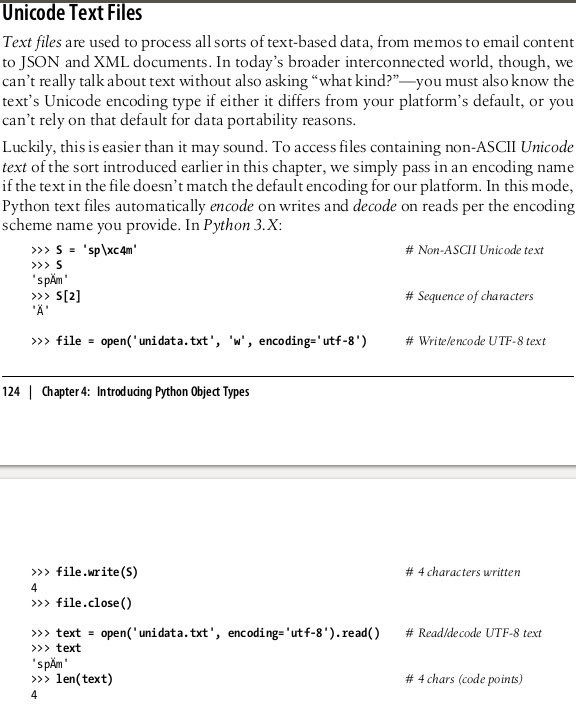 Unicode Text Files
Text files are used to process all sorts of text-based data, from memos to email content
to JSON and XML documents. In today's broader interconnected world, though, we
can't really talk about text without also asking “what kind?”—you must also know the
text's Unicode encoding type if either it differs from your platform's default, or you
can't rely on that default for data portability reasons.
Luckily, this is easier than it may sound. To access files containing non-ASCII Unicode
text of the sort introduced earlier in this chapter, we simply pass in an encoding name
if the text in the file doesn't match the default encoding for our platform. In this mode,
Python text files automatically encode on writes and decode on reads per the encoding
scheme name you provide. In Python 3.X:
>>> S = 'sp\xc4m' # Non-ASCII Unicode text
>>> S
'spÄm'
>>> S[2] # Sequence of characters
'Ä'
>>> file = open('unidata.txt', 'w', encoding='utf-8') # Write/encode UTF-8 text
124 | Chapter 4: Introducing Python Object Types
>>> file.write(S) # 4 characters written
4
>>> file.close()
>>> text = open('unidata.txt', encoding='utf-8').read() # Read/decode UTF-8 text
>>> text
'spÄm'
>>> len(text) # 4 chars (code points)
4